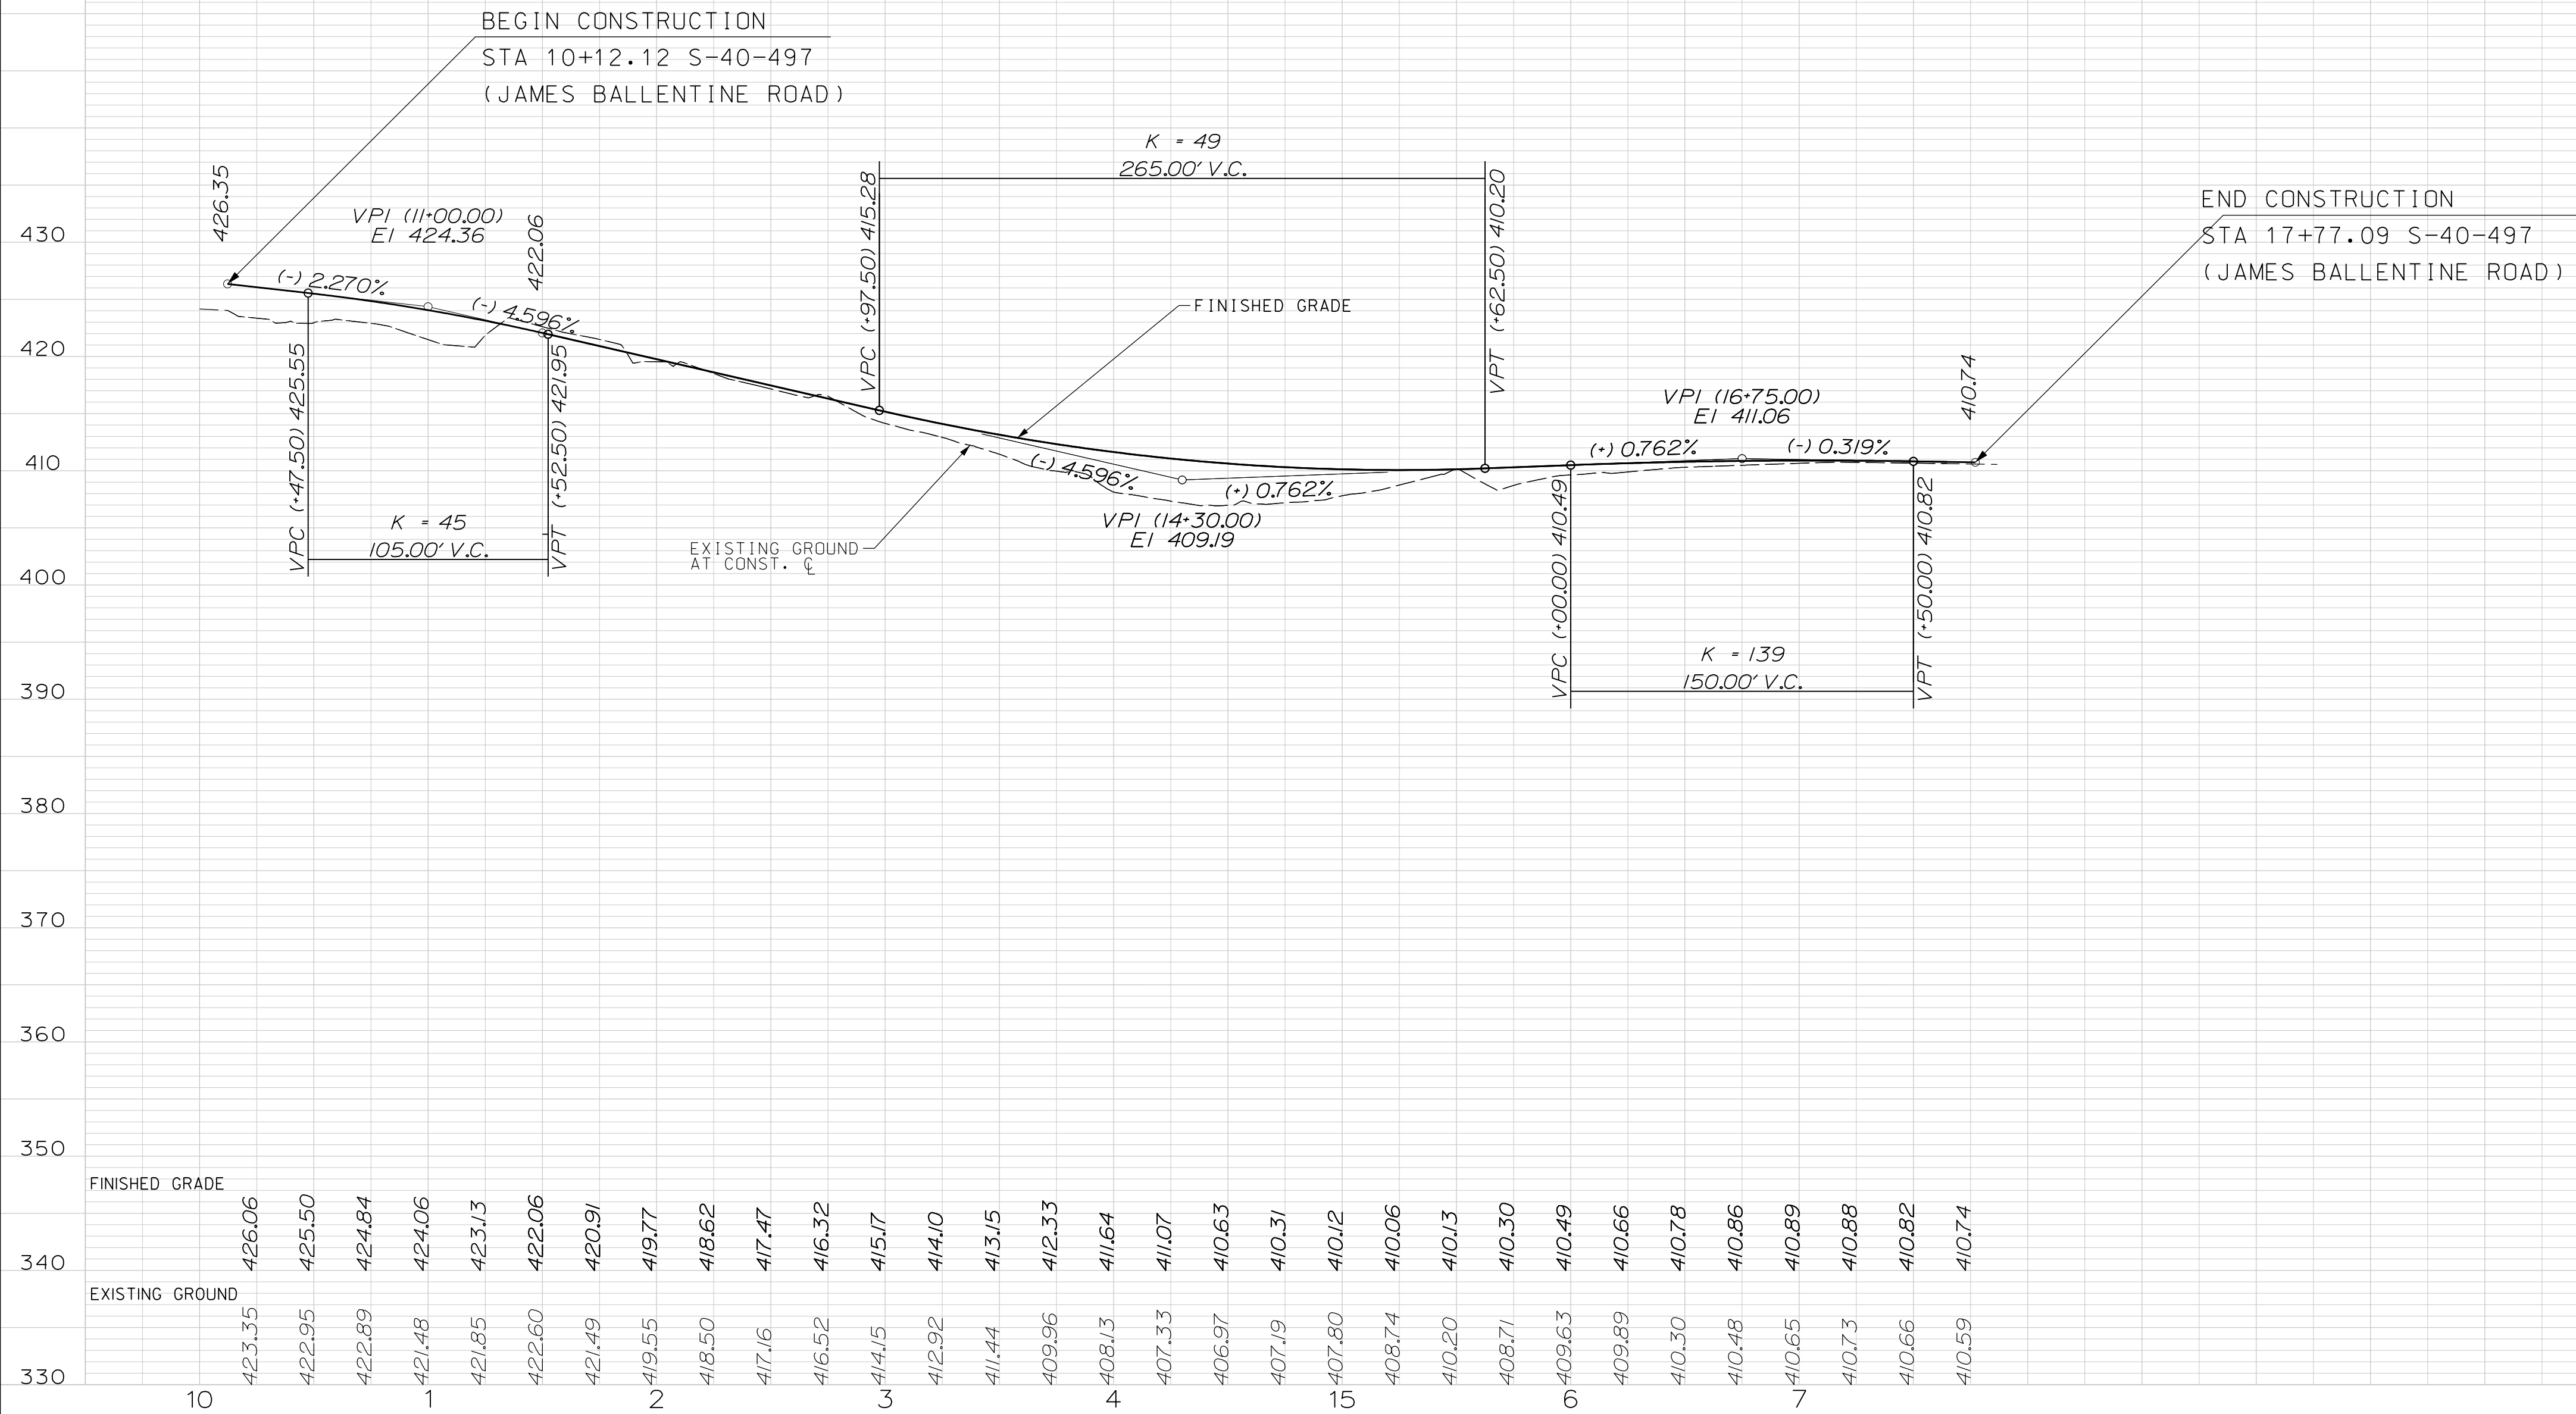 BEGIN CONSTRUCTION
STA 10+12.12 S-40-497
(JAMES BALLENTINE ROAD)
426.35
VPI (11+00.00)
El 424.36
422.06
(-) 2.270%
(-) 4.596%
VPC (+47.50) 425.55
VPT (+52.50) 421.95
K = 45
105.00' V.C.
K = 49
265.00' V.C.
VPC (+97.50) 415.28
VPT (+62.50) 410.20
FINISHED GRADE
(-) 4.596%
(+) 0.762%
VPI (14+30.00)
El 409.19
EXISTING GROUND
AT CONST. ℄
END CONSTRUCTION
STA 17+77.09 S-40-497
(JAMES BALLENTINE ROAD)
410.74
VPI (16+75.00)
El 411.06
(+) 0.762%
(-) 0.319%
VPC (+00.00) 410.49
VPT (+50.00) 410.82
K = 139
150.00' V.C.
430
420
410
400
390
380
370
360
350
340
330
FINISHED GRADE
426.06 425.50 424.84 424.06 423.13 422.06 420.91 419.77 418.62 417.47 416.32 415.17 414.10 413.15 412.33 411.64 411.07 410.63 410.31 410.12 410.06 410.13 410.30 410.49 410.66 410.78 410.86 410.89 410.88 410.82 410.74
EXISTING GROUND
423.35 422.95 422.89 421.48 421.85 422.60 421.49 419.55 418.50 417.16 416.52 414.15 412.92 411.44 409.96 408.13 407.33 406.97 407.19 407.80 408.74 410.20 408.71 409.63 409.89 410.30 410.48 410.65 410.73 410.66 410.59
10 1 2 3 4 15 6 7